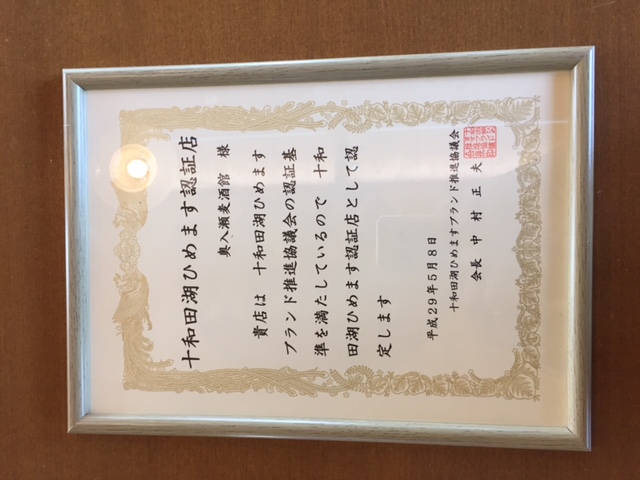 十和田湖ひめます認証店
奥入瀬麦酒館 様
貴店は 十和田湖ひめます
ブランド推進協議会の認証基
準を満たしているので 十和
田湖ひめます認証店として認
定します
平成29年5月8日
十和田湖ひめますブランド推進協議会
会長 中村正夫